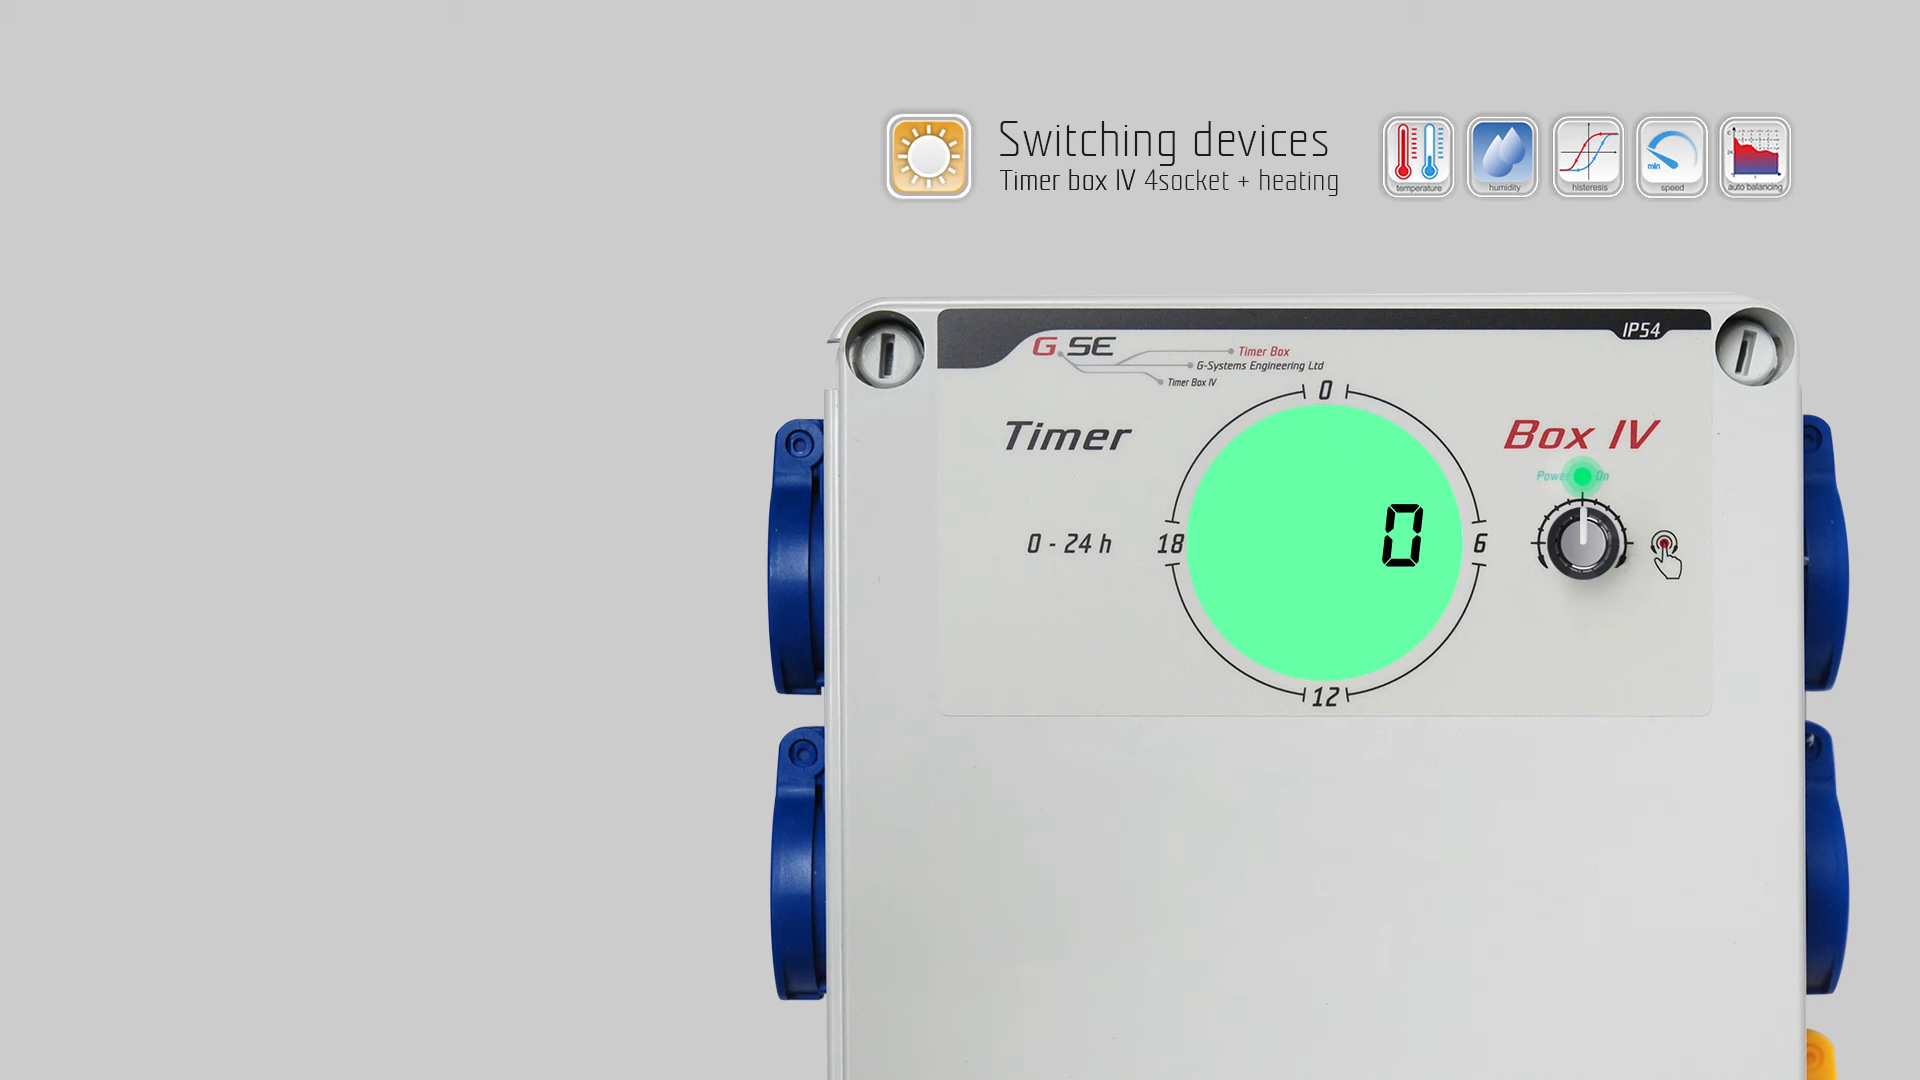 Switching devices
Timer box IV 4socket + heating
temperature
humidity
histeresis
min
speed
auto balancing
IP54
G SE
Timer Box
G-Systems Engineering Ltd
Timer Box IV
0
Timer
Box IV
Power On
0 - 24 h
18
0
6
12